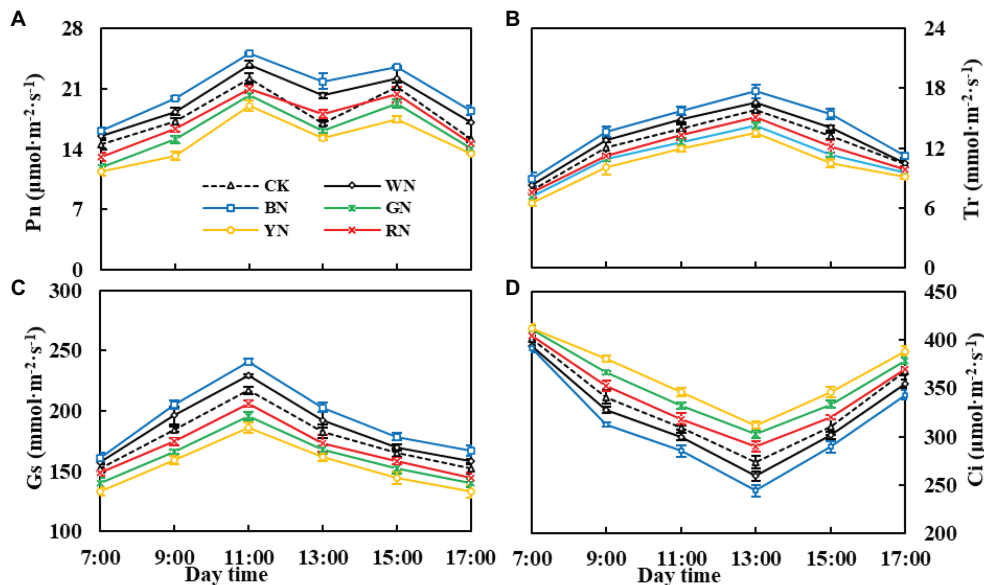 A
B
28
21
14
7
0
Pn (μmol·m⁻²·s⁻¹)
CK
WN
BN
GN
YN
RN
24
18
12
6
0
Tr (mmol·m⁻²·s⁻¹)
C
D
300
250
200
150
100
Gs (mmol·m⁻²·s⁻¹)
7:00
9:00
11:00
13:00
15:00
17:00
Day time
450
400
350
300
250
200
Ci (μmol·m⁻²·s⁻¹)
7:00
9:00
11:00
13:00
15:00
17:00
Day time